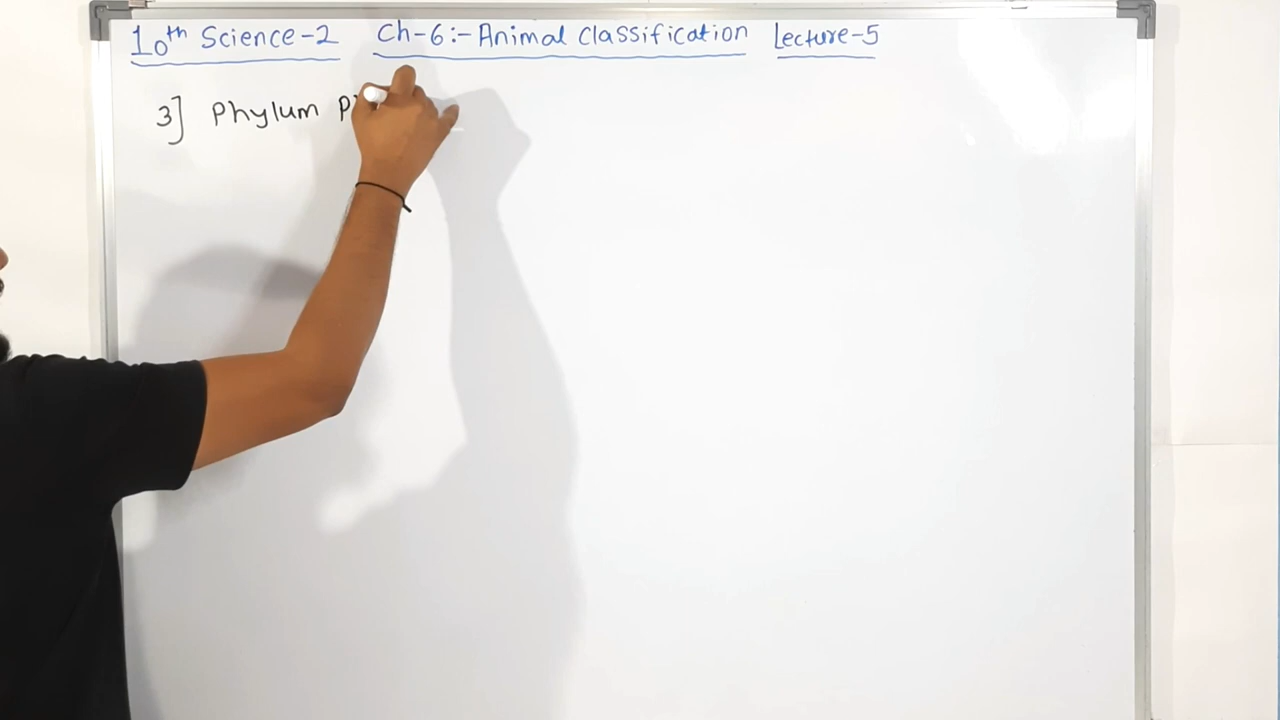 10th Science-2 Ch-6:- Animal Classification Lecture-5
3] Phylum